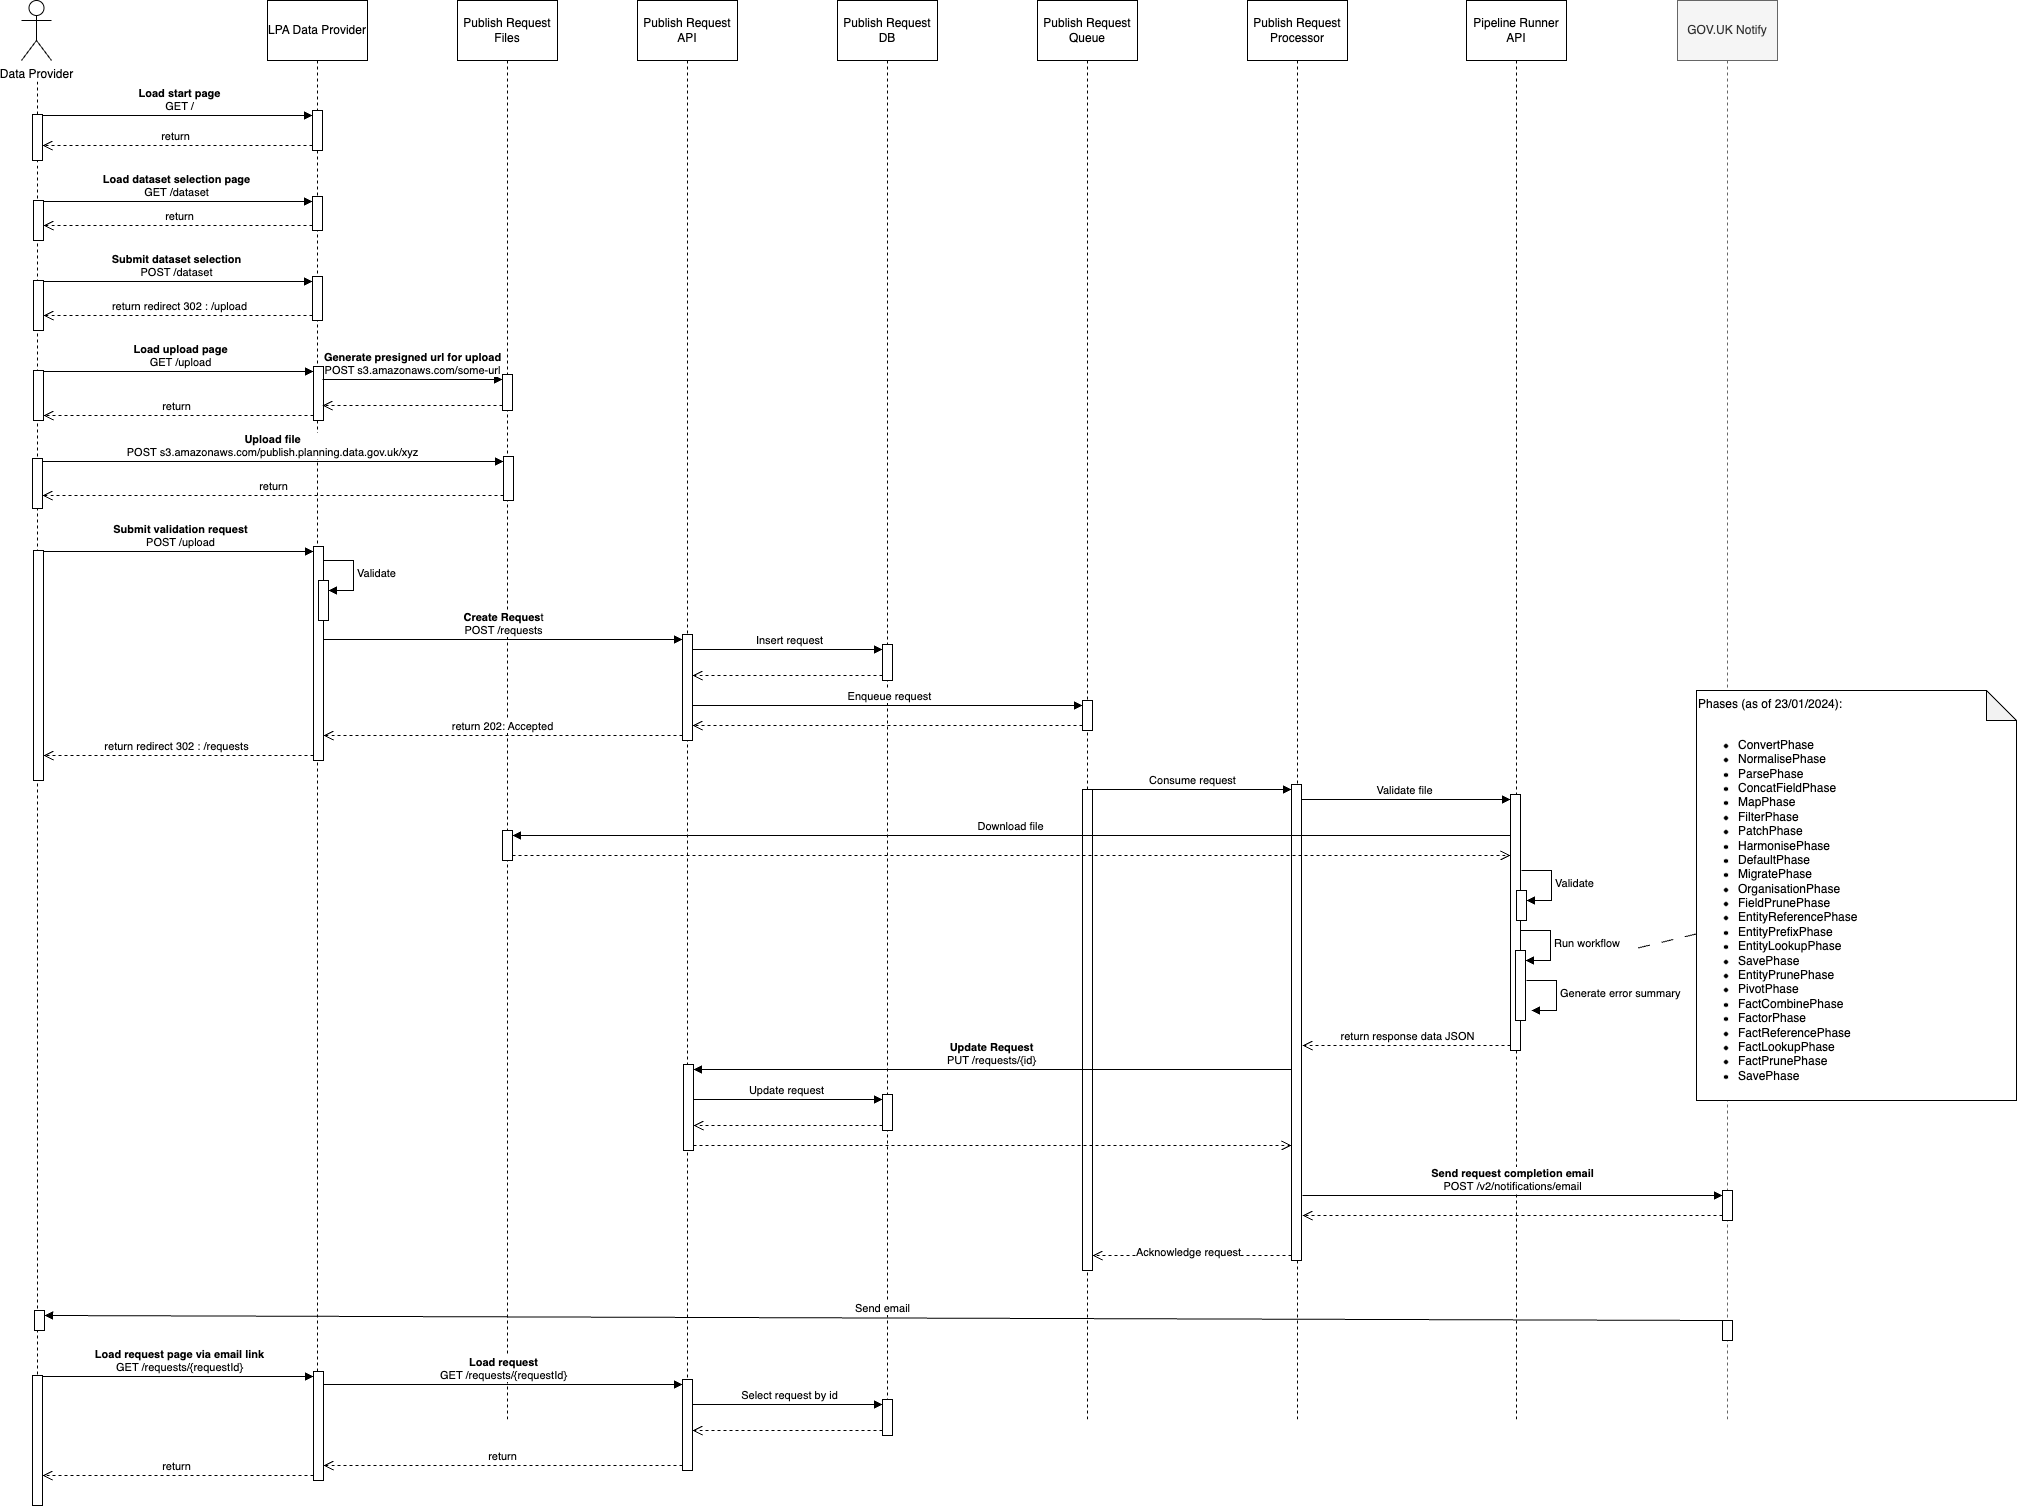 Data Provider
LPA Data Provider
Publish Request
Files
Publish Request
API
Publish Request
DB
Publish Request
Queue
Publish Request
Processor
Pipeline Runner
API
GOV.UK Notify
Load start page
GET /
return
Load dataset selection page
GET /dataset
return
Submit dataset selection
POST /dataset
return redirect 302 : /upload
Load upload page
GET /upload
Generate presigned url for upload
POST s3.amazonaws.com/some-url
return
Upload file
POST s3.amazonaws.com/publish.planning.data.gov.uk/xyz
return
Submit validation request
POST /upload
Validate
Create Request
POST /requests
Insert request
Enqueue request
return 202: Accepted
return redirect 302 : /requests
Consume request
Validate file
Download file
Validate
Run workflow
Generate error summary
return response data JSON
Phases (as of 23/01/2024):
ConvertPhase
NormalisePhase
ParsePhase
ConcatFieldPhase
MapPhase
FilterPhase
PatchPhase
HarmonisePhase
DefaultPhase
MigratePhase
OrganisationPhase
FieldPrunePhase
EntityReferencePhase
EntityPrefixPhase
EntityLookupPhase
SavePhase
EntityPrunePhase
PivotPhase
FactCombinePhase
FactorPhase
FactReferencePhase
FactLookupPhase
FactPrunePhase
SavePhase
Update Request
PUT /requests/{id}
Update request
Send request completion email
POST /v2/notifications/email
Acknowledge request
Send email
Load request page via email link
GET /requests/{requestId}
Load request
GET /requests/{requestId}
Select request by id
return
return